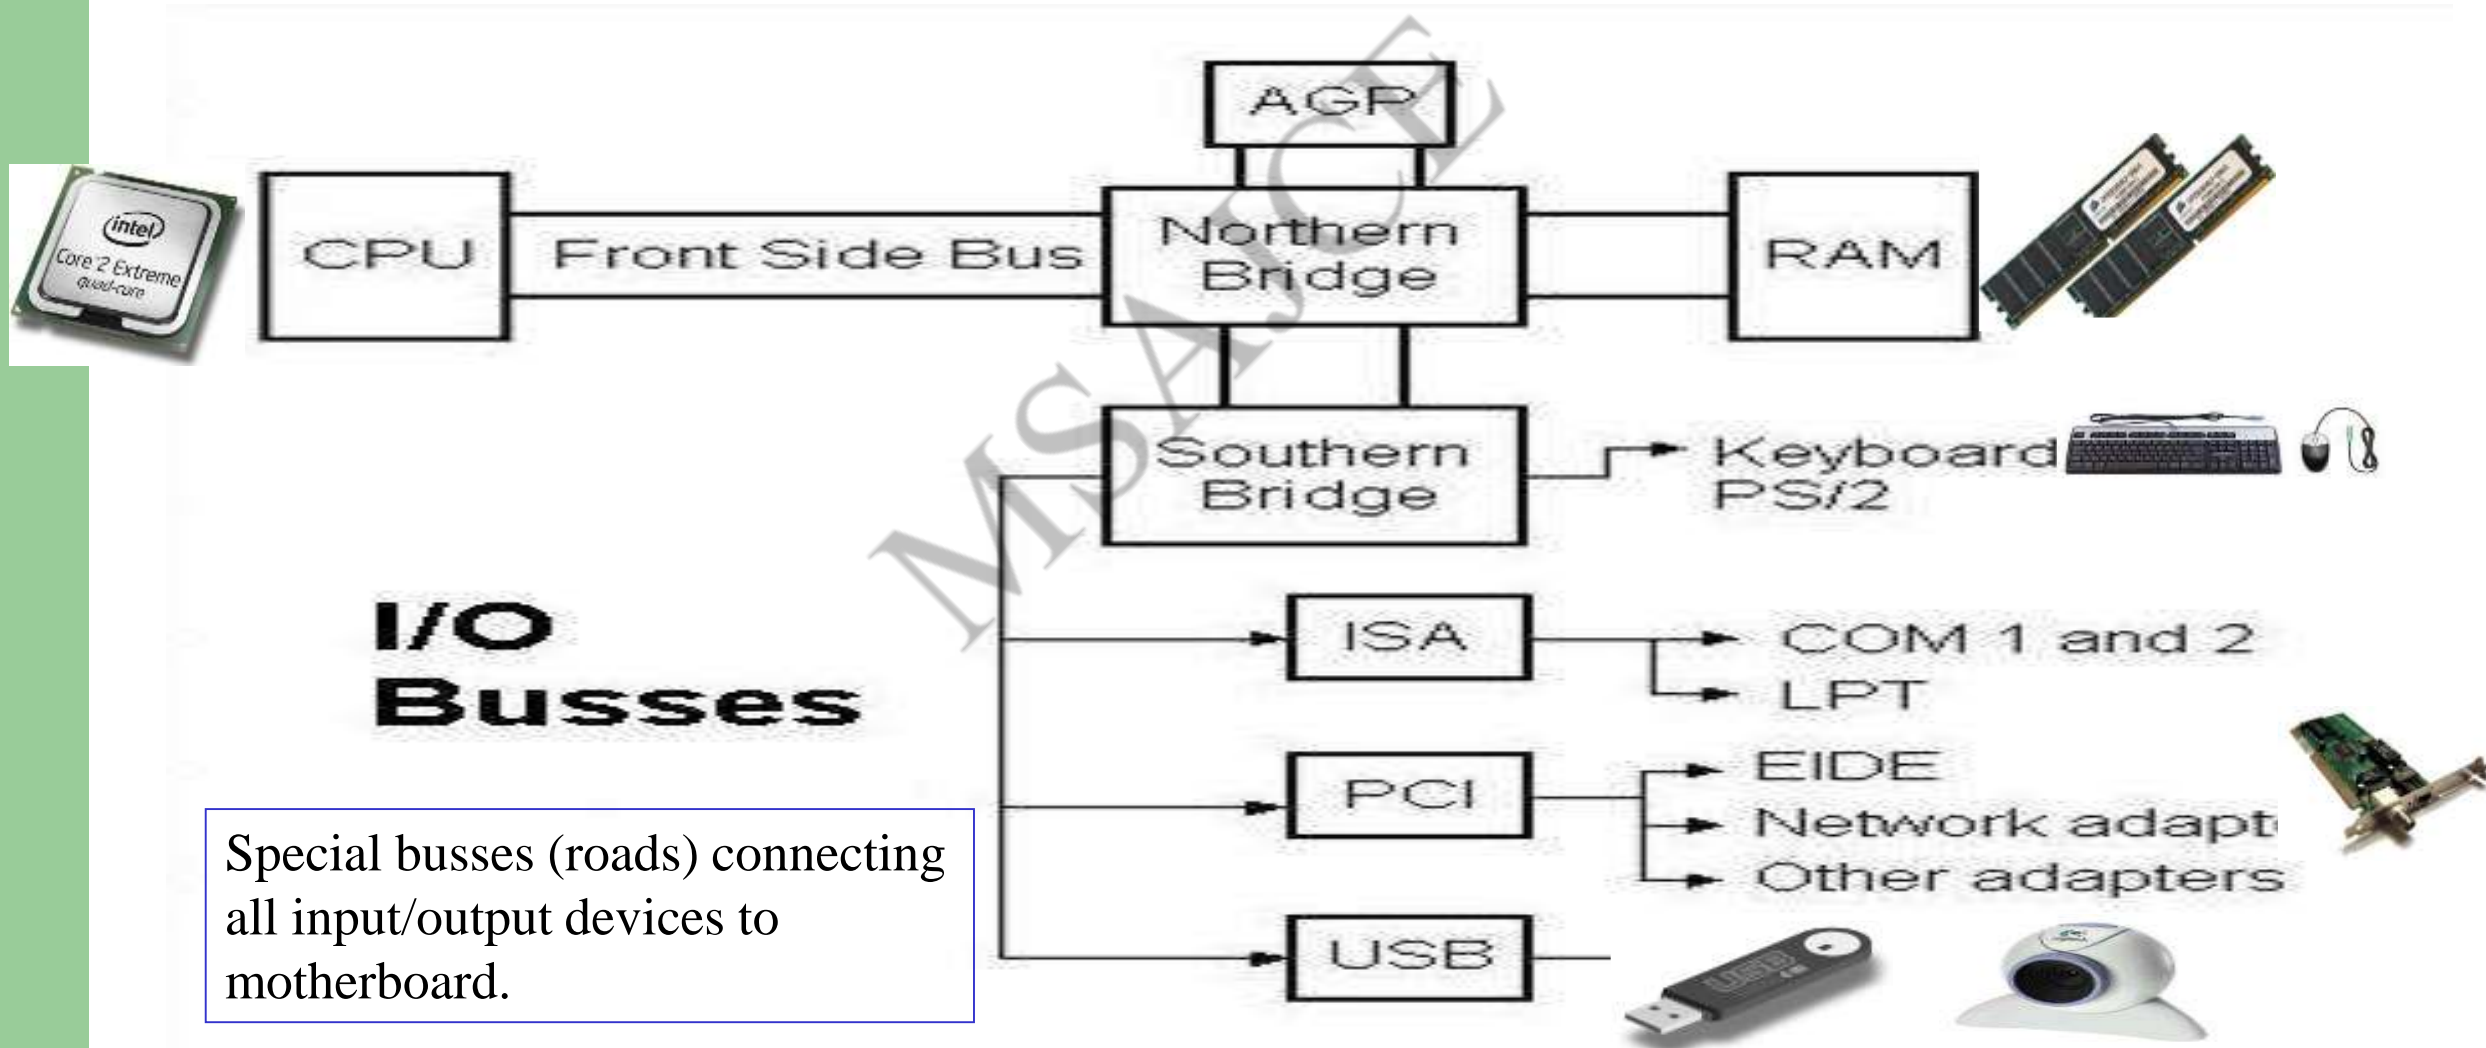 AGP
(intel)
Core 2 Extreme
quad-core
CPU
Front Side Bus
Northern
Bridge
RAM
MSAJCE
Southern
Bridge
Keyboard
PS/2
I/O
Busses
ISA
COM 1 and 2
LPT
PCI
EIDE
Network adapt
Other adapters
USB
Special busses (roads) connecting
all input/output devices to
motherboard.